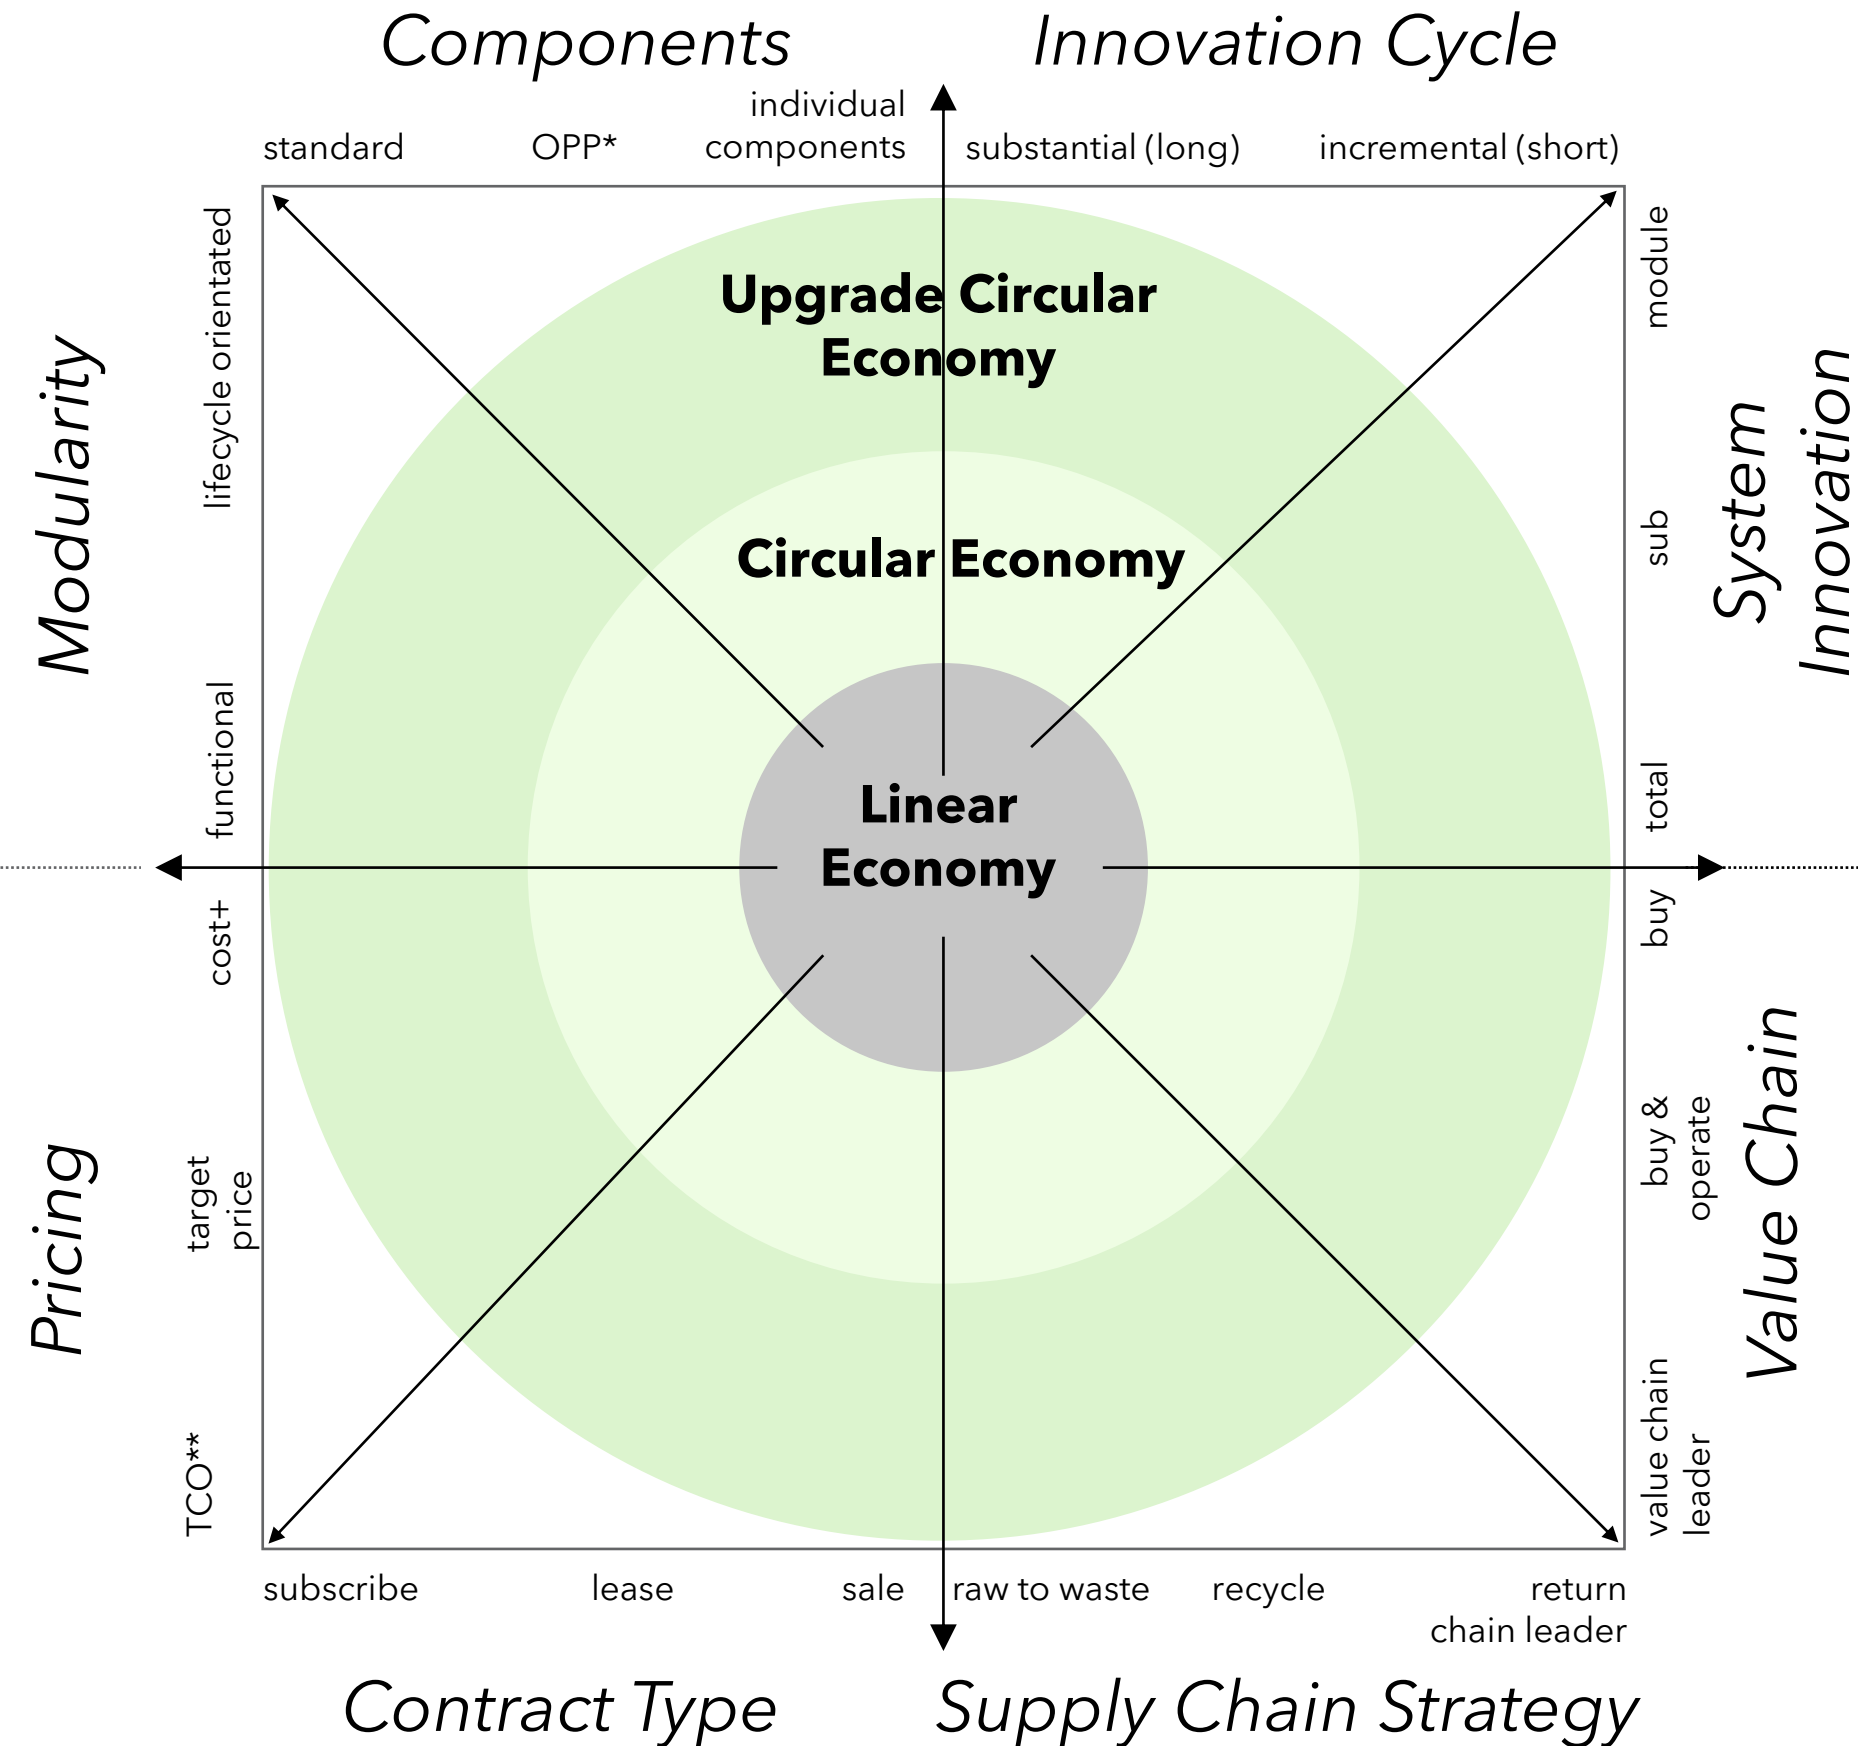 Components
Innovation Cycle
individual
components
standard
OPP*
substantial (long)
incremental (short)
Modularity
lifecycle orientated
functional
Upgrade Circular
Economy
Circular Economy
Linear
Economy
module
sub
total
System
Innovation
Pricing
cost+
target
price
TCO**
buy
buy &
operate
value chain
leader
Value Chain
subscribe
lease
sale
raw to waste
recycle
return
chain leader
Contract Type
Supply Chain Strategy